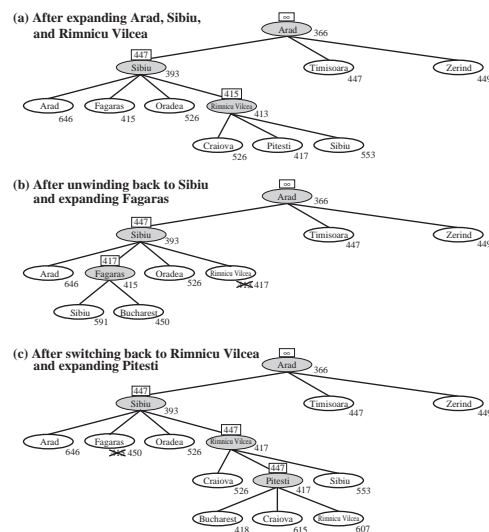 (a) After expanding Arad, Sibiu,
and Rimnicu Vilcea
∞
Arad
366
447
Sibiu
393
Timisoara
447
Zerind
449
Arad
646
Fagaras
415
Oradea
526
415
Rimnicu Vilcea
413
Craiova
526
Pitesti
417
Sibiu
553
(b) After unwinding back to Sibiu
and expanding Fagaras
∞
Arad
366
447
Sibiu
393
Timisoara
447
Zerind
449
Arad
646
417
Fagaras
415
Oradea
526
Rimnicu Vilcea
413 417
Sibiu
591
Bucharest
450
(c) After switching back to Rimnicu Vilcea
and expanding Pitesti
∞
Arad
366
447
Sibiu
393
Timisoara
447
Zerind
449
Arad
646
Fagaras
415 450
Oradea
526
447
Rimnicu Vilcea
417
Craiova
526
447
Pitesti
417
Sibiu
553
Bucharest
418
Craiova
615
Rimnicu Vilcea
607